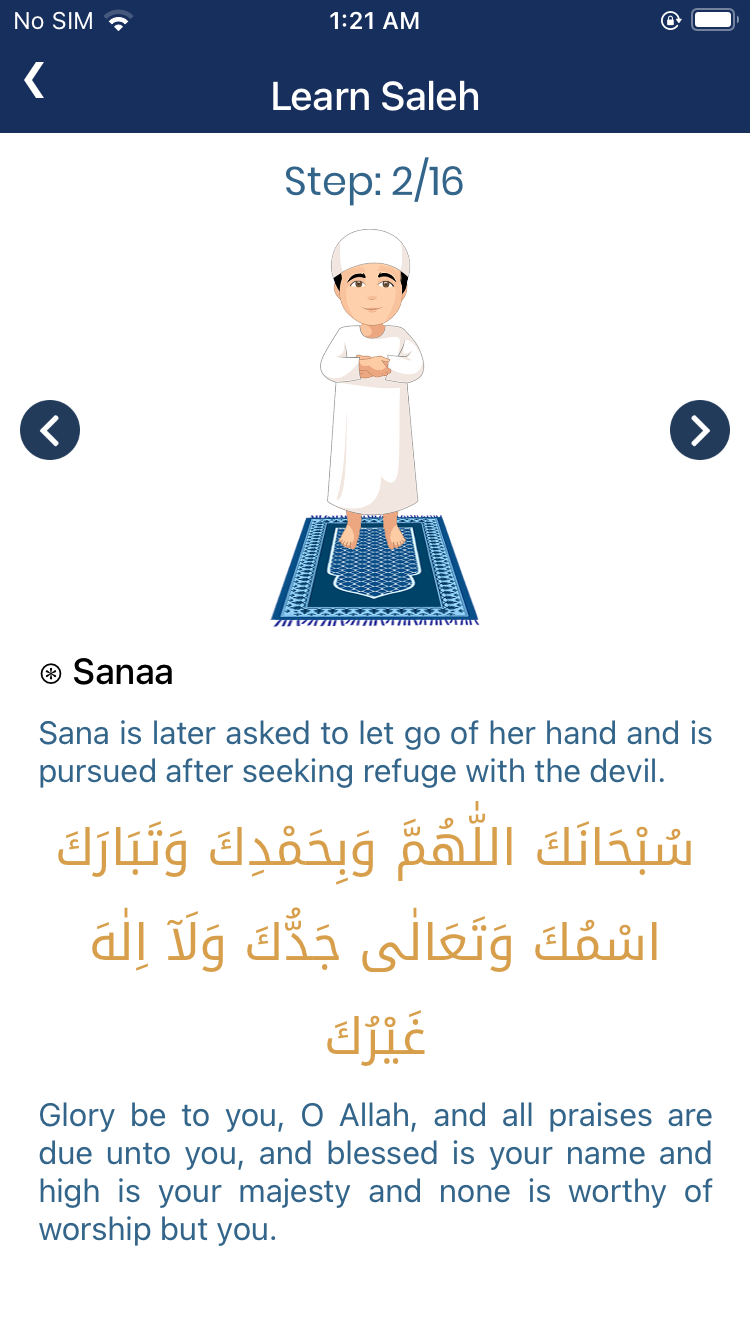 No SIM 1:21 AM
Learn Saleh
Step: 2/16
Sanaa
Sana is later asked to let go of her hand and is
pursued after seeking refuge with the devil.
سُبْحَانَكَ اللّٰهُمَّ وَبِحَمْدِكَ وَتَبَارَكَ
اسْمُكَ وَتَعَالٰى جَدُّكَ وَلَآ اِلٰهَ
غَيْرُكَ
Glory be to you, O Allah, and all praises are
due unto you, and blessed is your name and
high is your majesty and none is worthy of
worship but you.